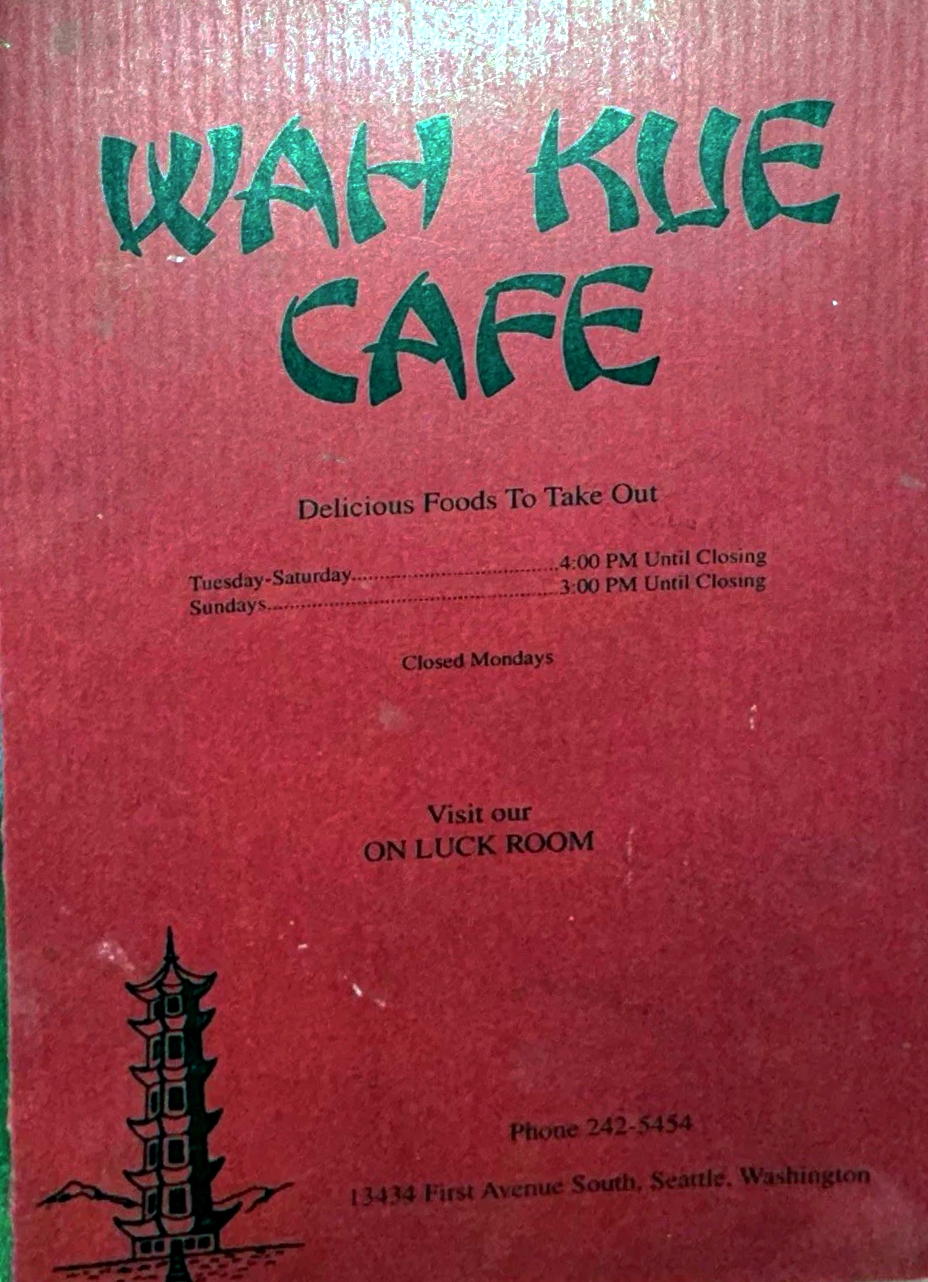 WAH KUE
CAFE
Delicious Foods To Take Out
Tuesday-Saturday..............................4:00 PM Until Closing
Sundays..........................................3:00 PM Until Closing
Closed Mondays
Visit our
ON LUCK ROOM
Phone 242-5454
13434 First Avenue South, Seattle, Washington